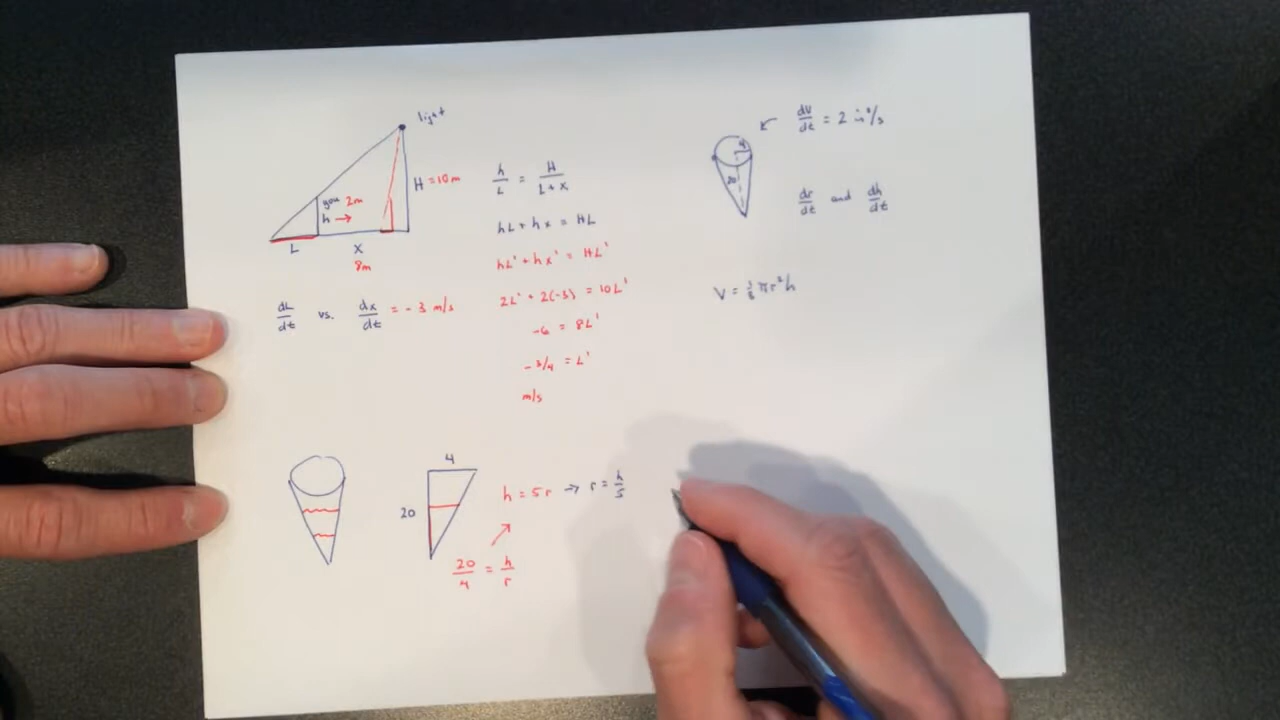 light
H = 10m
you 2m
h →
L
X
8m
dL/dt vs. dx/dt = - 3 m/s
h/L = H/L+x
hL + hx = HL
hL' + hx' = HL'
2L' + 2(-3) = 10L'
-6 = 8L'
-3/4 = L'
m/s
dV/dt = 2 in³/s
4
20
dr/dt and dh/dt
V = 1/3 πr²h
4
20
h = 5r → r = h/5
20/4 = h/r